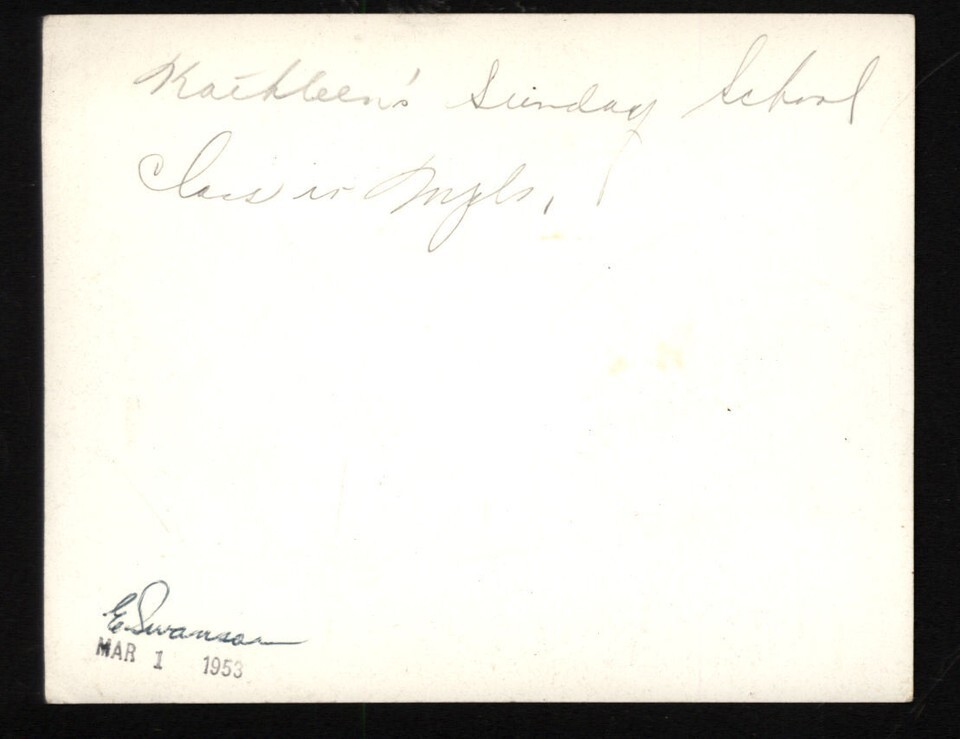 Kathleen's Sunday School
Class in Mpls.
E Swanson
MAR 1 1953